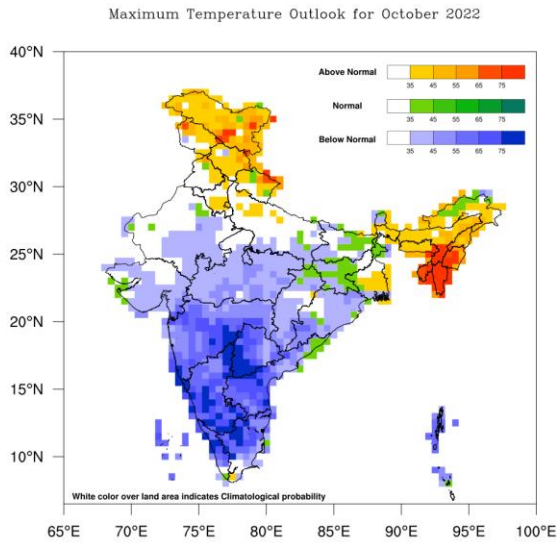 Maximum Temperature Outlook for October 2022
40°N
Above Normal
35 45 55 65 75
35°N
Normal
35 45 55 65 75
Below Normal
35 45 55 65 75
30°N
25°N
20°N
15°N
10°N
White color over land area indicates Climatological probability
65°E 70°E 75°E 80°E 85°E 90°E 95°E 100°E